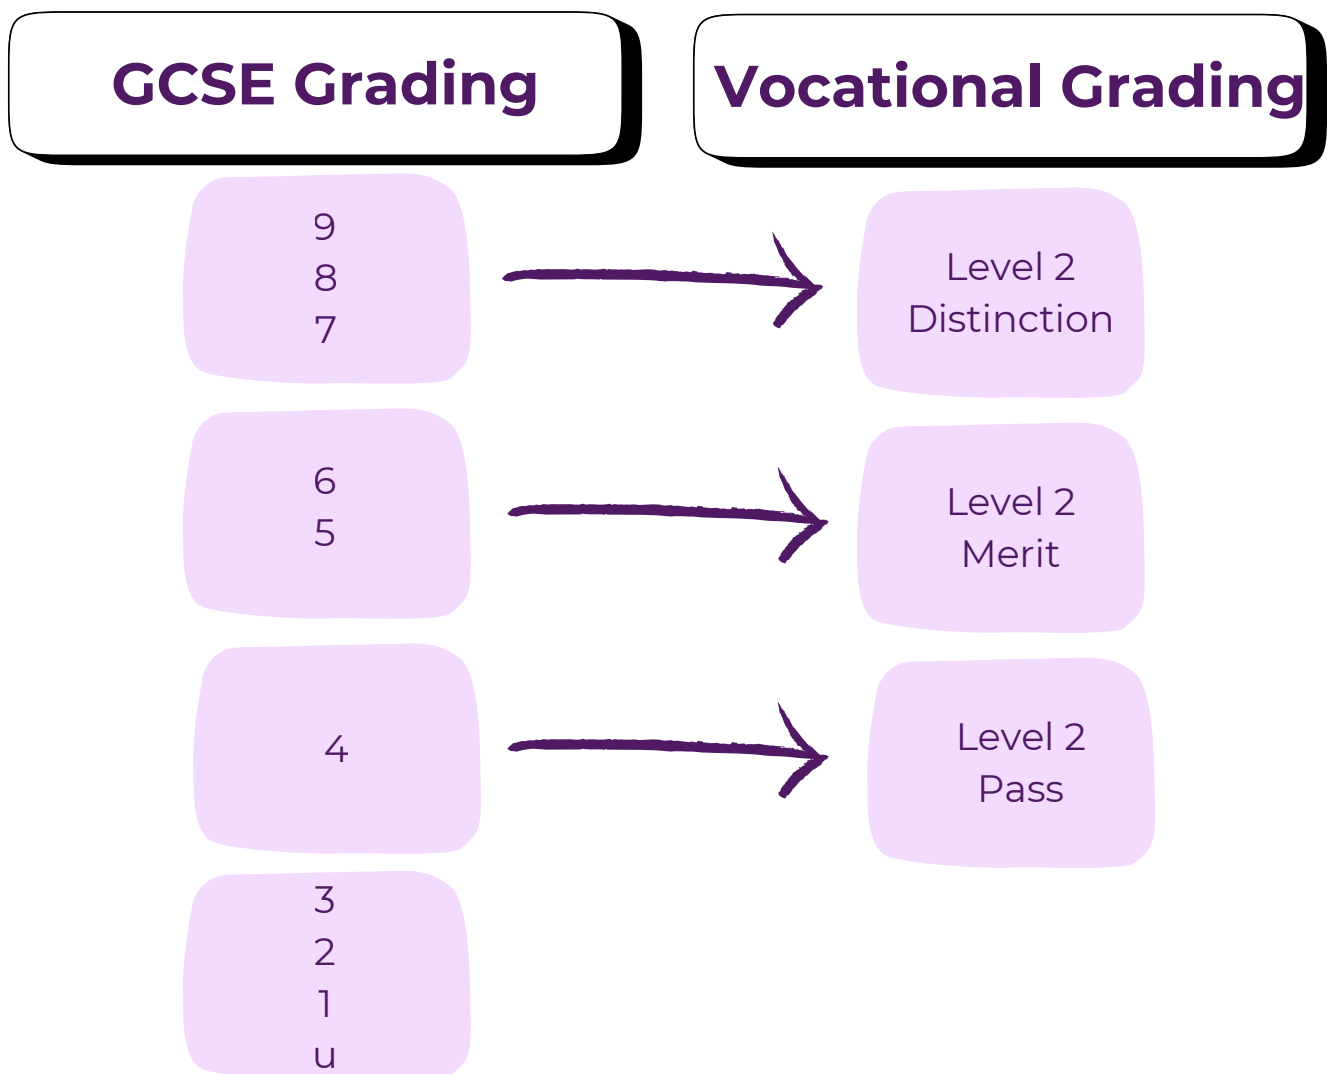 GCSE Grading
Vocational Grading
9
8
7
Level 2
Distinction
6
5
Level 2
Merit
4
Level 2
Pass
3
2
1
u